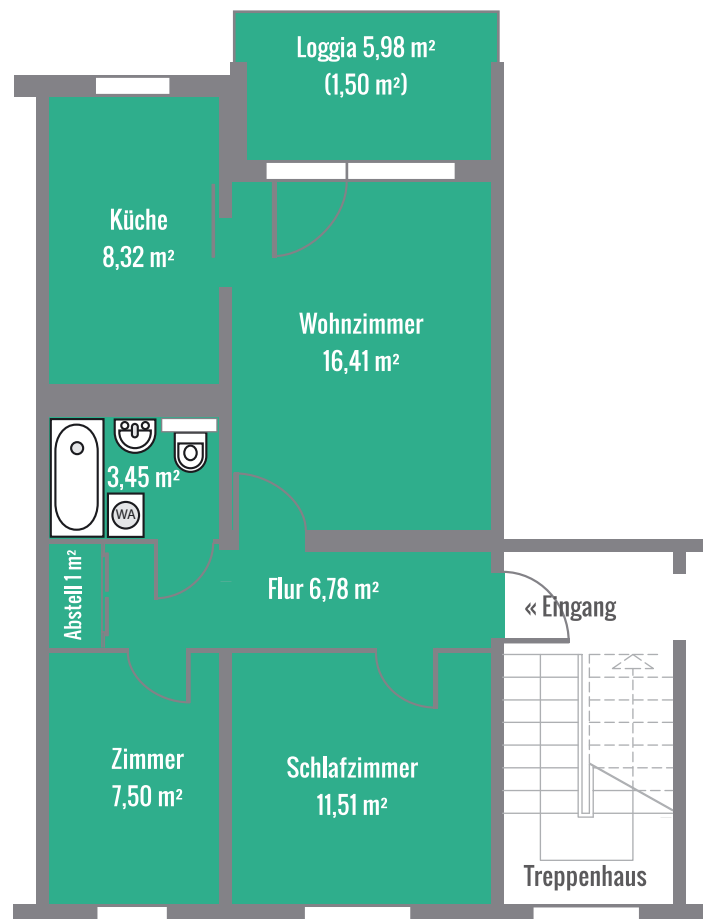 Loggia 5,98 m²
(1,50 m²)
Küche
8,32 m²
Wohnzimmer
16,41 m²
3,45 m²
WA
Abstell 1 m²
Flur 6,78 m²
« Eingang
Zimmer
7,50 m²
Schlafzimmer
11,51 m²
Treppenhaus